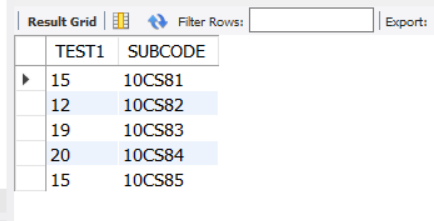 Result Grid Filter Rows: Export:
TEST1 SUBCODE
15 10CS81
12 10CS82
19 10CS83
20 10CS84
15 10CS85